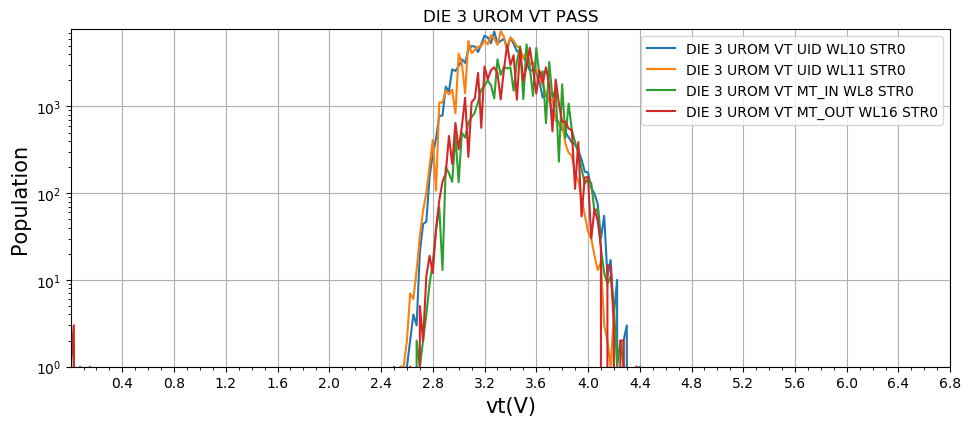 DIE 3 UROM VT PASS
DIE 3 UROM VT UID WL10 STR0
DIE 3 UROM VT UID WL11 STR0
DIE 3 UROM VT MT_IN WL8 STR0
DIE 3 UROM VT MT_OUT WL16 STR0
Population
10³
10²
10¹
10⁰
0.4 0.8 1.2 1.6 2.0 2.4 2.8 3.2 3.6 4.0 4.4 4.8 5.2 5.6 6.0 6.4 6.8
vt(V)